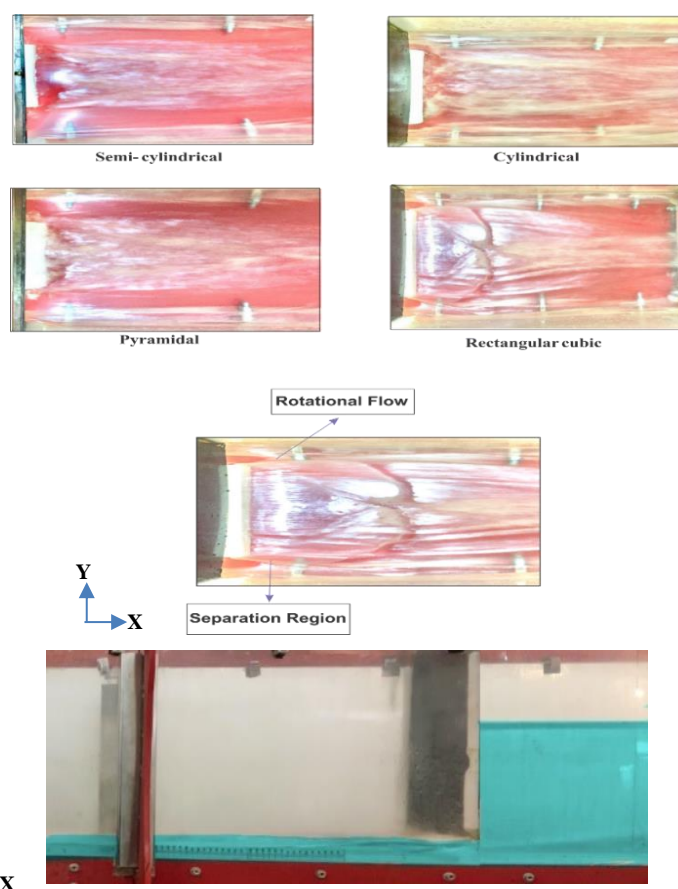 Semi- cylindrical
Cylindrical
Pyramidal
Rectangular cubic
Rotational Flow
Y
X
Separation Region
X